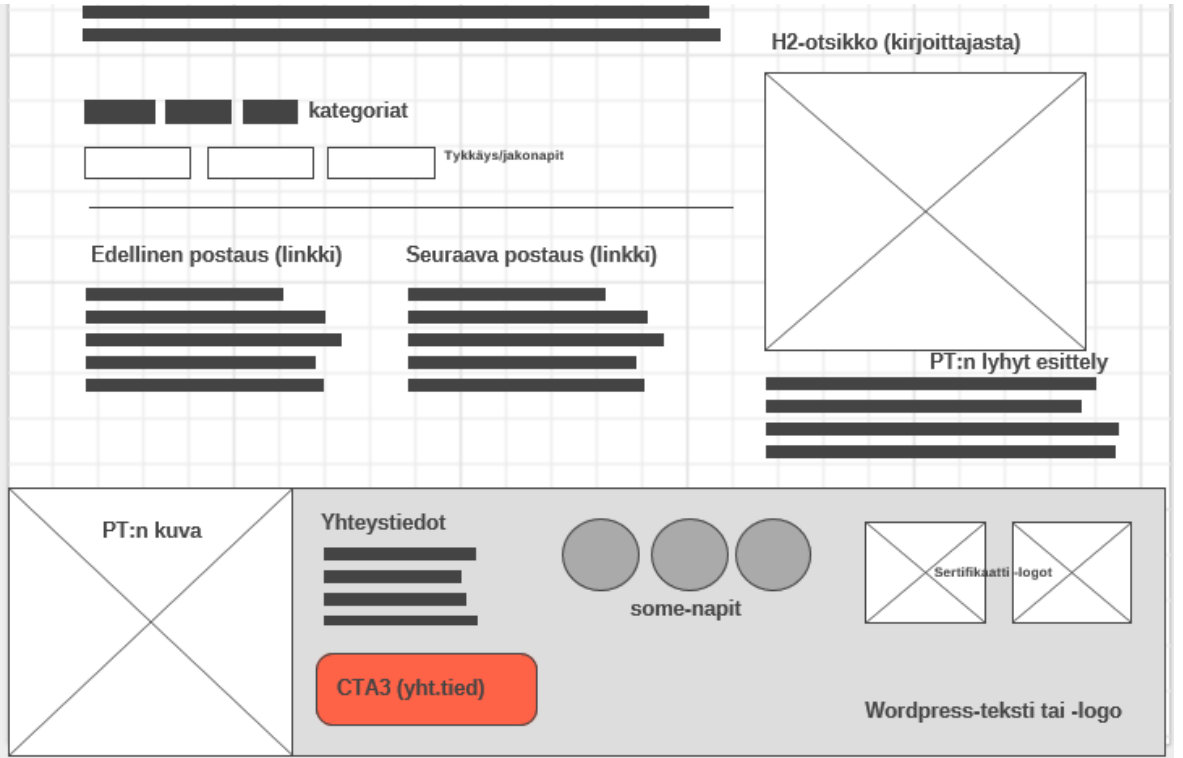 H2-otsikko (kirjoittajasta)
kategoriat
Tykkäys/jakonapit
Edellinen postaus (linkki)
Seuraava postaus (linkki)
PT:n lyhyt esittely
PT:n kuva
Yhteystiedot
some-napit
Sertifikaatti -logot
CTA3 (yht.tied)
Wordpress-teksti tai -logo